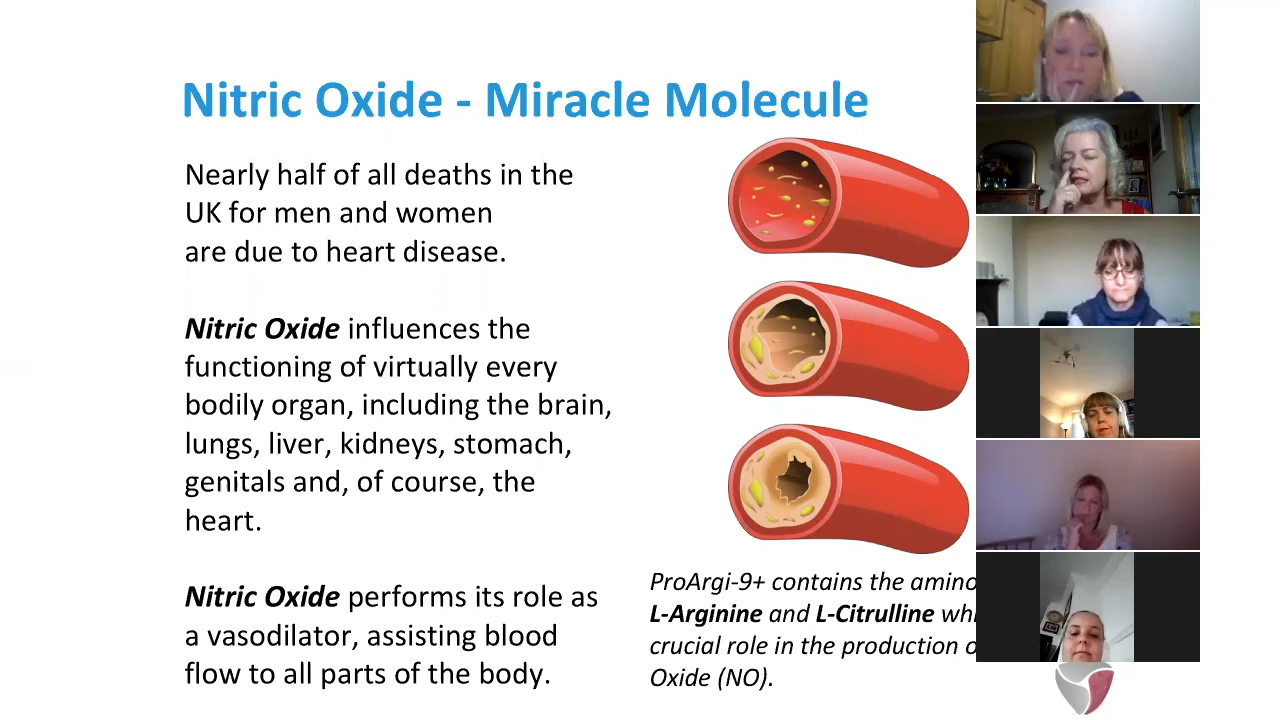 Nitric Oxide - Miracle Molecule
Nearly half of all deaths in the
UK for men and women
are due to heart disease.
Nitric Oxide influences the
functioning of virtually every
bodily organ, including the brain,
lungs, liver, kidneys, stomach,
genitals and, of course, the
heart.
Nitric Oxide performs its role as
a vasodilator, assisting blood
flow to all parts of the body.
ProArgi-9+ contains the amino
L-Arginine and L-Citrulline
crucial role in the production
Oxide (NO).